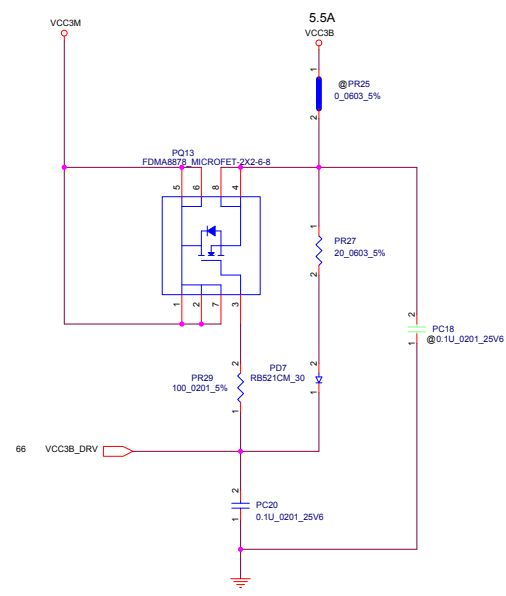 5.5A
VCC3M
VCC3B
1
@PR25
0_0603_5%
2
PQ13
FDMA8878_MICROFET-2X2-6-8
5
6
8
4
1
PR27
20_0603_5%
2
2
PC18
@0.1U_0201_25V6
1
1
2
7
3
2
PR29
100_0201_5%
1
PD7
RB521CM_30
2
1
66
VCC3B_DRV
2
PC20
0.1U_0201_25V6
1